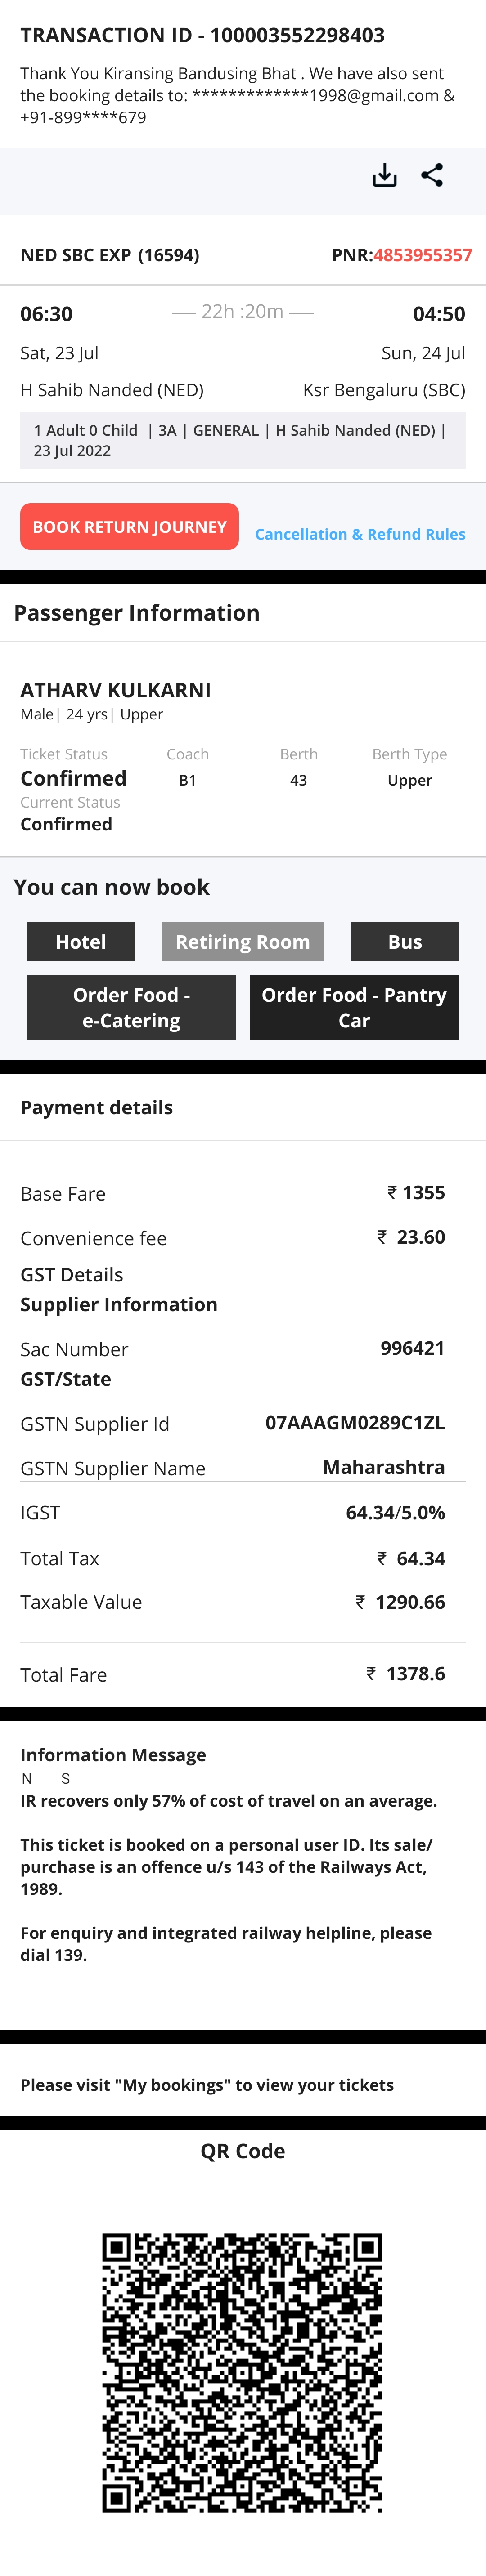 TRANSACTION ID - 100003552298403
Thank You Kiransing Bandusing Bhat . We have also sent
the booking details to: *************1998@gmail.com &
+91-899****679
NED SBC EXP (16594) PNR:4853955357
06:30 22h :20m 04:50
Sat, 23 Jul Sun, 24 Jul
H Sahib Nanded (NED) Ksr Bengaluru (SBC)
1 Adult 0 Child | 3A | GENERAL | H Sahib Nanded (NED) |
23 Jul 2022
BOOK RETURN JOURNEY Cancellation & Refund Rules
Passenger Information
ATHARV KULKARNI
Male| 24 yrs| Upper
Ticket Status Coach Berth Berth Type
Confirmed B1 43 Upper
Current Status
Confirmed
You can now book
Hotel Retiring Room Bus
Order Food - Order Food - Pantry
e-Catering Car
Payment details
Base Fare ₹ 1355
Convenience fee ₹ 23.60
GST Details
Supplier Information
Sac Number 996421
GST/State
GSTN Supplier Id 07AAAGM0289C1ZL
GSTN Supplier Name Maharashtra
IGST 64.34/5.0%
Total Tax ₹ 64.34
Taxable Value ₹ 1290.66
Total Fare ₹ 1378.6
Information Message
N S
IR recovers only 57% of cost of travel on an average.
This ticket is booked on a personal user ID. Its sale/
purchase is an offence u/s 143 of the Railways Act,
1989.
For enquiry and integrated railway helpline, please
dial 139.
Please visit "My bookings" to view your tickets
QR Code